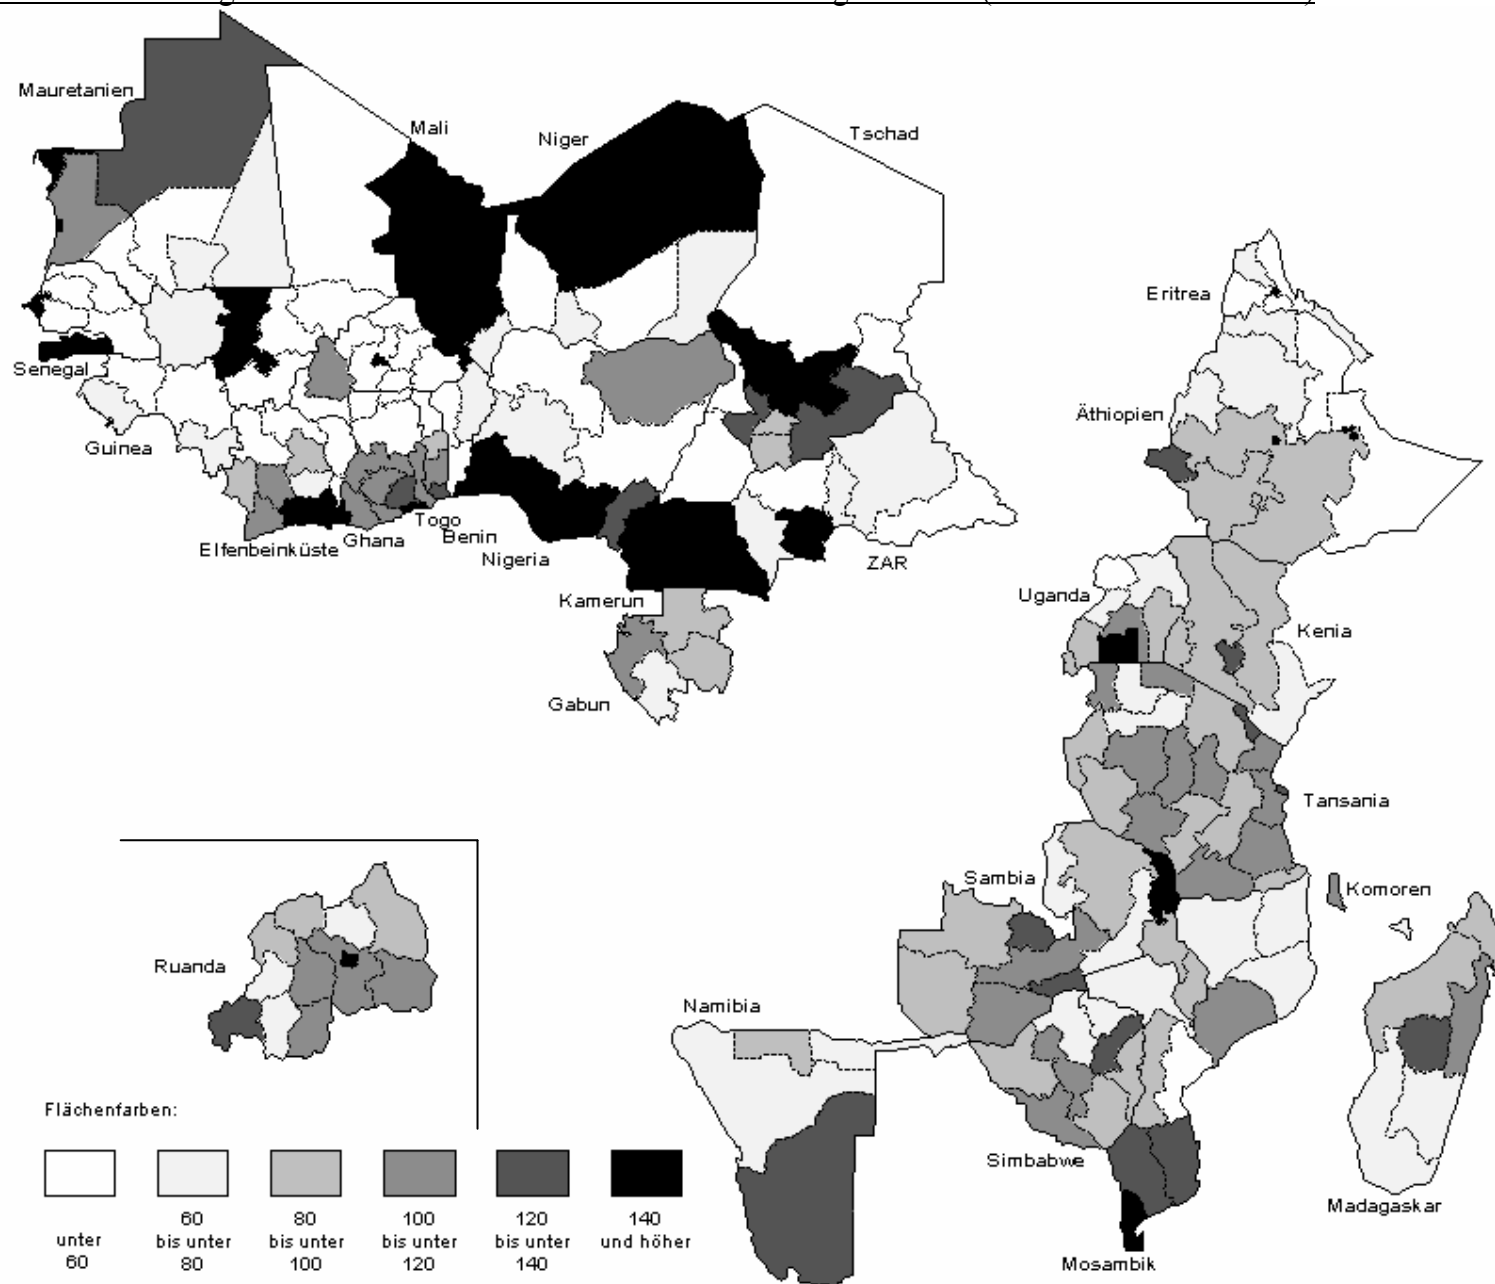 Mauretanien
Mali
Niger
Tschad
Eritrea
Senegal
Äthiopien
Guinea
Togo
Elfenbeinküste
Ghana
Benin
Nigeria
ZAR
Kamerun
Uganda
Kenia
Gabun
Tansania
Sambia
Komoren
Ruanda
Namibia
Simbabwe
Madagaskar
Mosambik
Flächenfarben:
unter 60
60 bis unter 80
80 bis unter 100
100 bis unter 120
120 bis unter 140
140 und höher